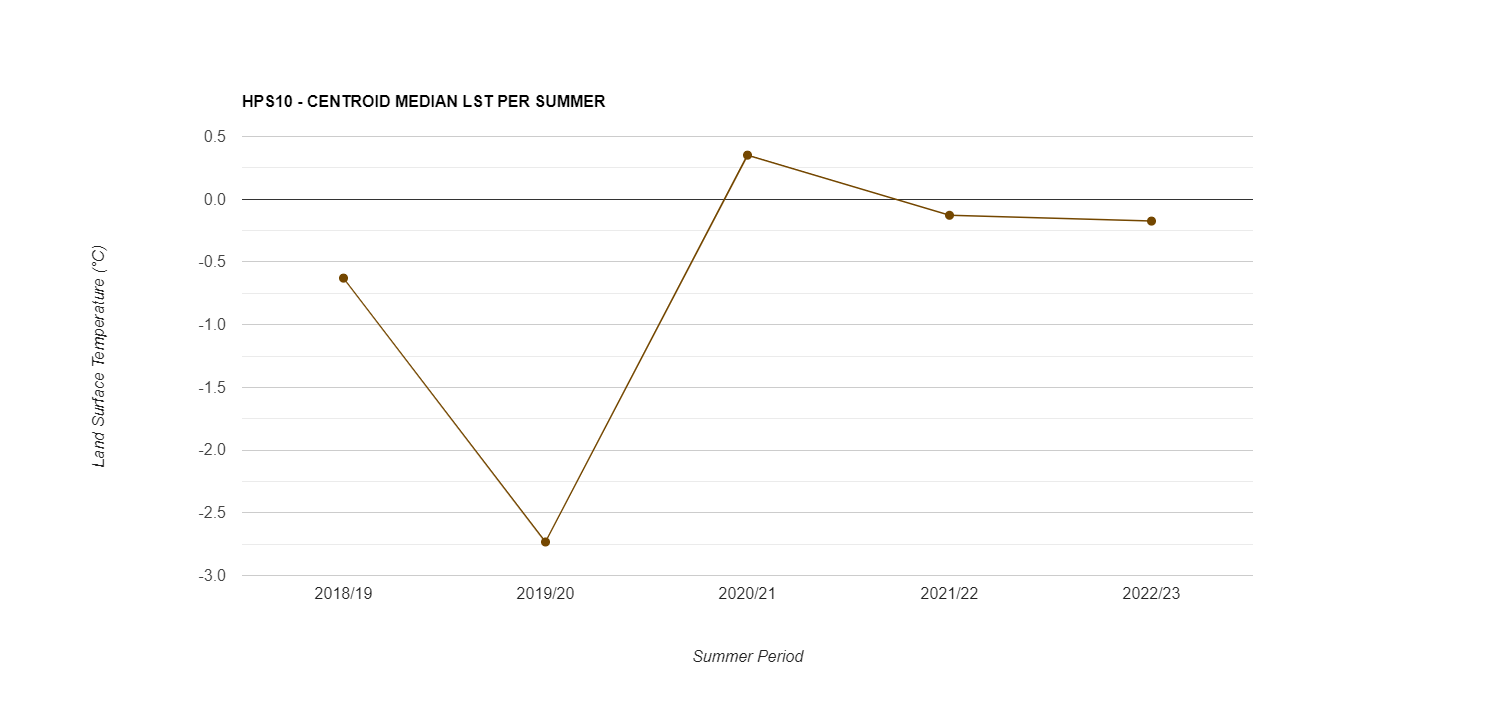 HPS10 - CENTROID MEDIAN LST PER SUMMER
0.5
0.0
-0.5
-1.0
-1.5
-2.0
-2.5
-3.0
Land Surface Temperature (°C)
2018/19 2019/20 2020/21 2021/22 2022/23
Summer Period